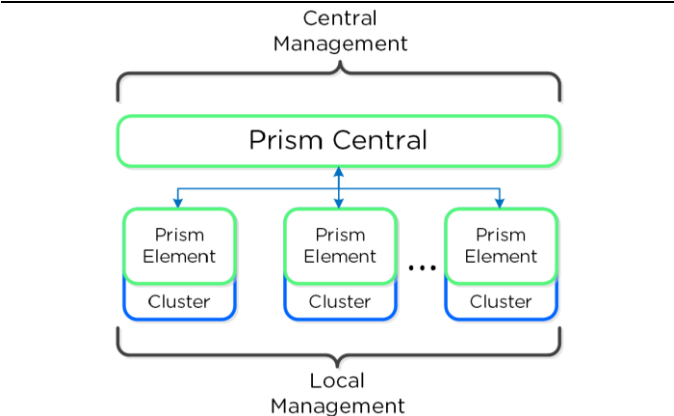 Central
Management
Prism Central
Prism
Element
Cluster
Prism
Element
Cluster
...
Prism
Element
Cluster
Local
Management